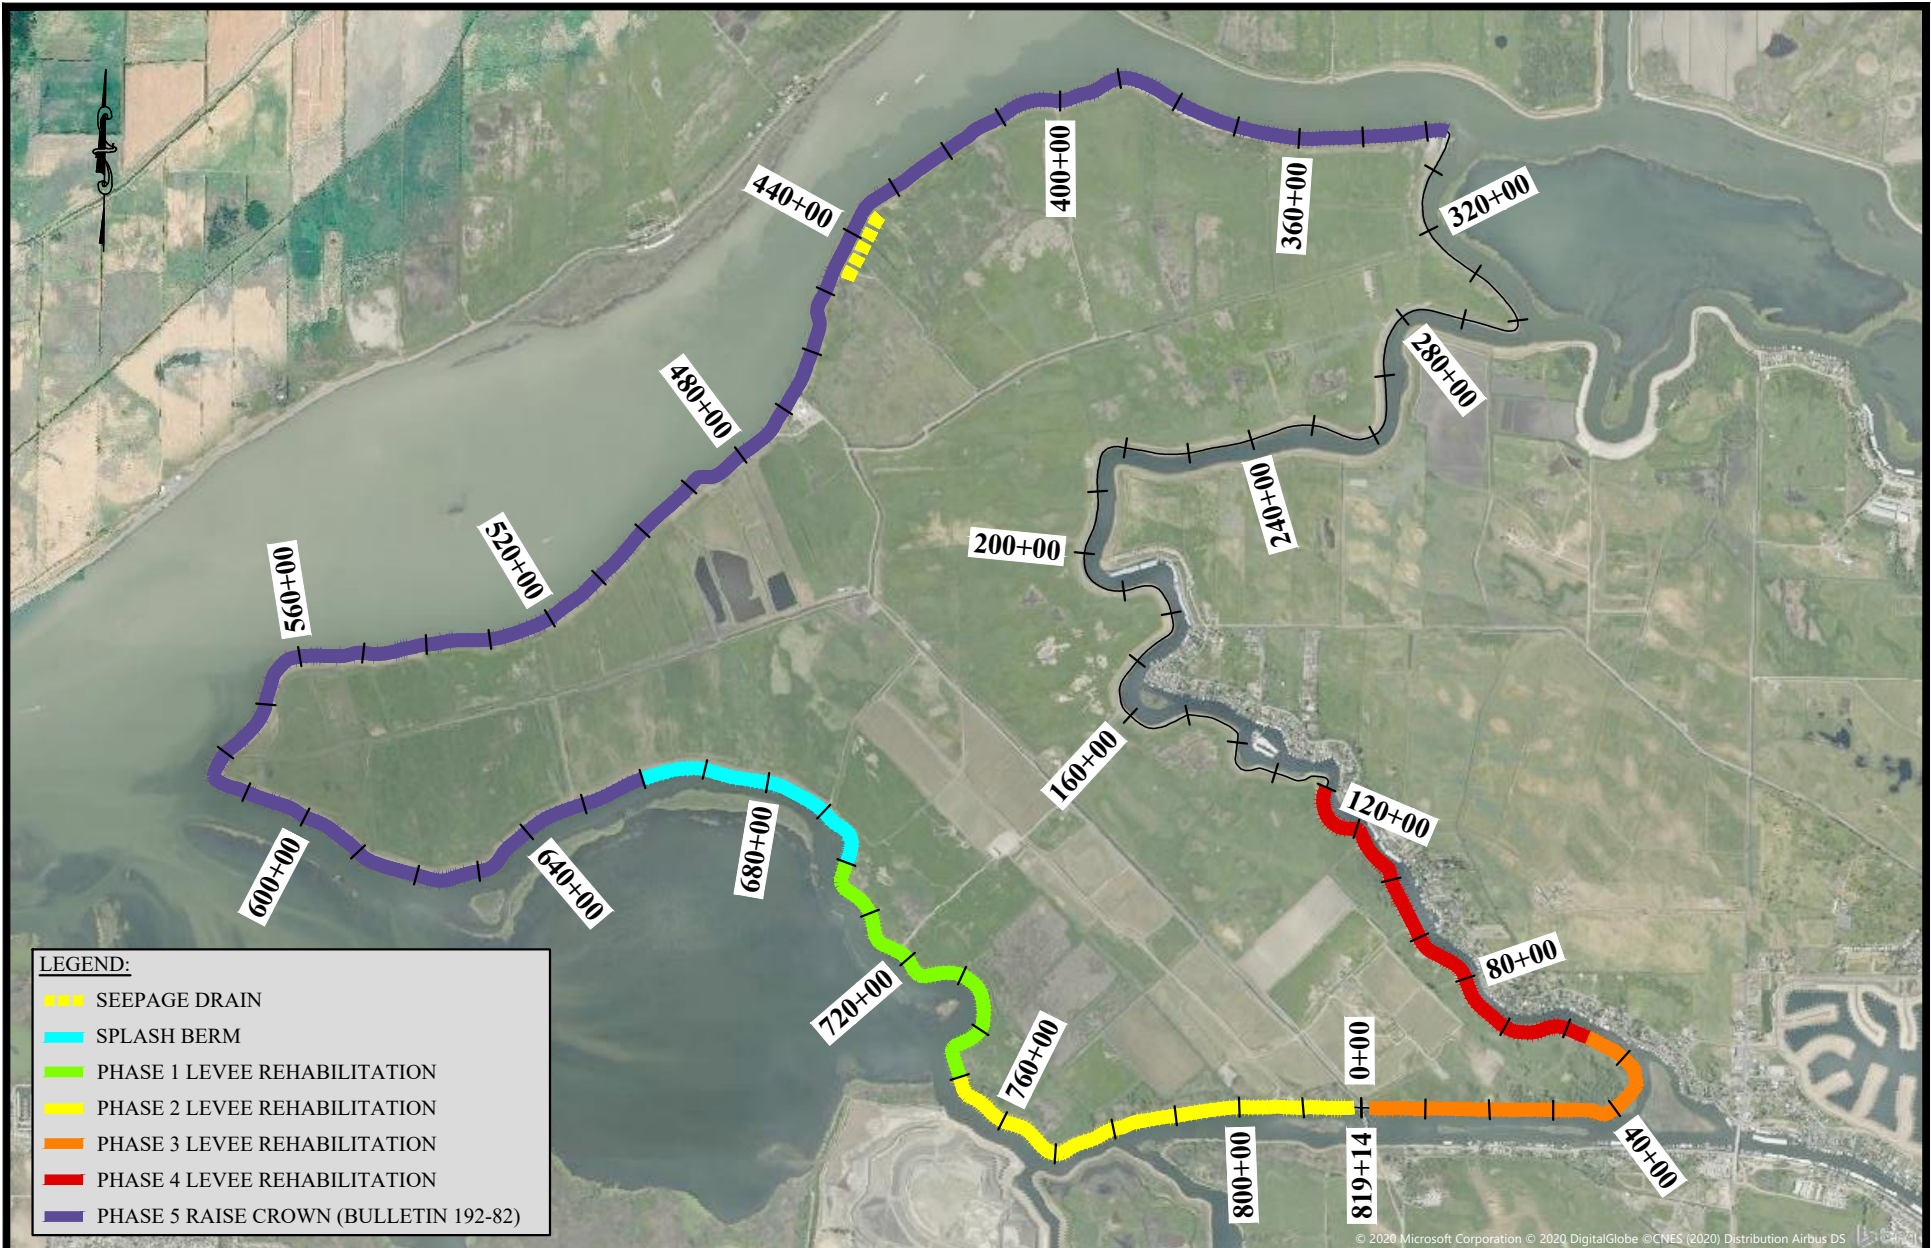 440+00
400+00
360+00
320+00
480+00
280+00
240+00
200+00
520+00
560+00
160+00
120+00
680+00
600+00
640+00
80+00
720+00
760+00
0+00
40+00
800+00
819+14
LEGEND:
SEEPAGE DRAIN
SPLASH BERM
PHASE 1 LEVEE REHABILITATION
PHASE 2 LEVEE REHABILITATION
PHASE 3 LEVEE REHABILITATION
PHASE 4 LEVEE REHABILITATION
PHASE 5 RAISE CROWN (BULLETIN 192-82)
© 2020 Microsoft Corporation © 2020 DigitalGlobe ©CNES (2020) Distribution Airbus DS